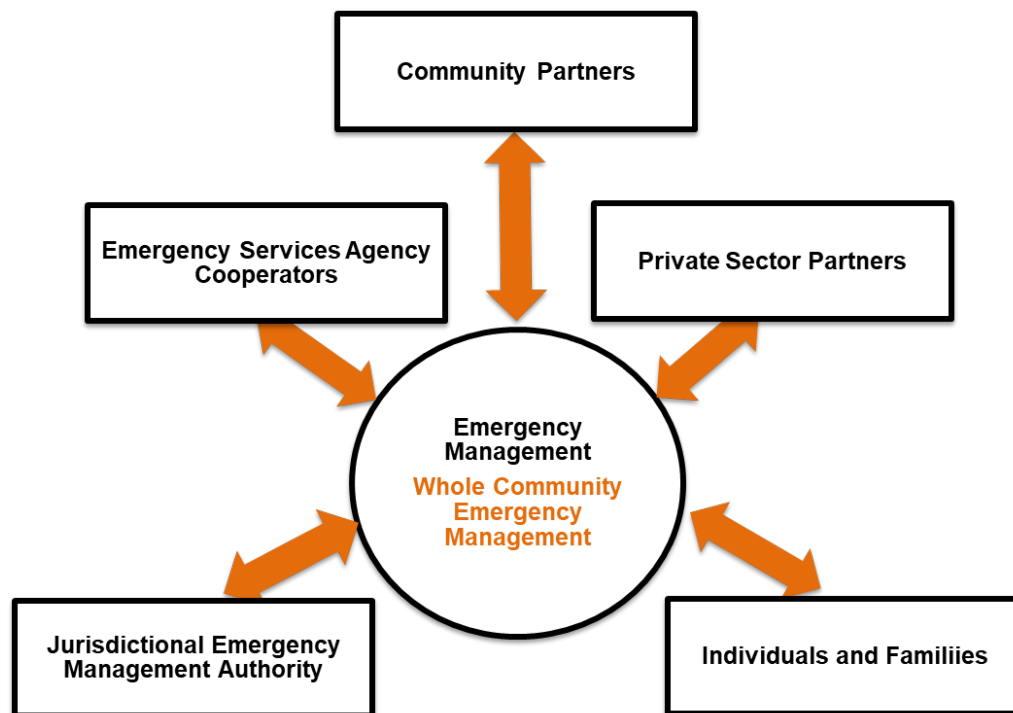 Community Partners
Emergency Services Agency
Cooperators
Private Sector Partners
Emergency
Management
Whole Community
Emergency
Management
Jurisdictional Emergency
Management Authority
Individuals and Familiies